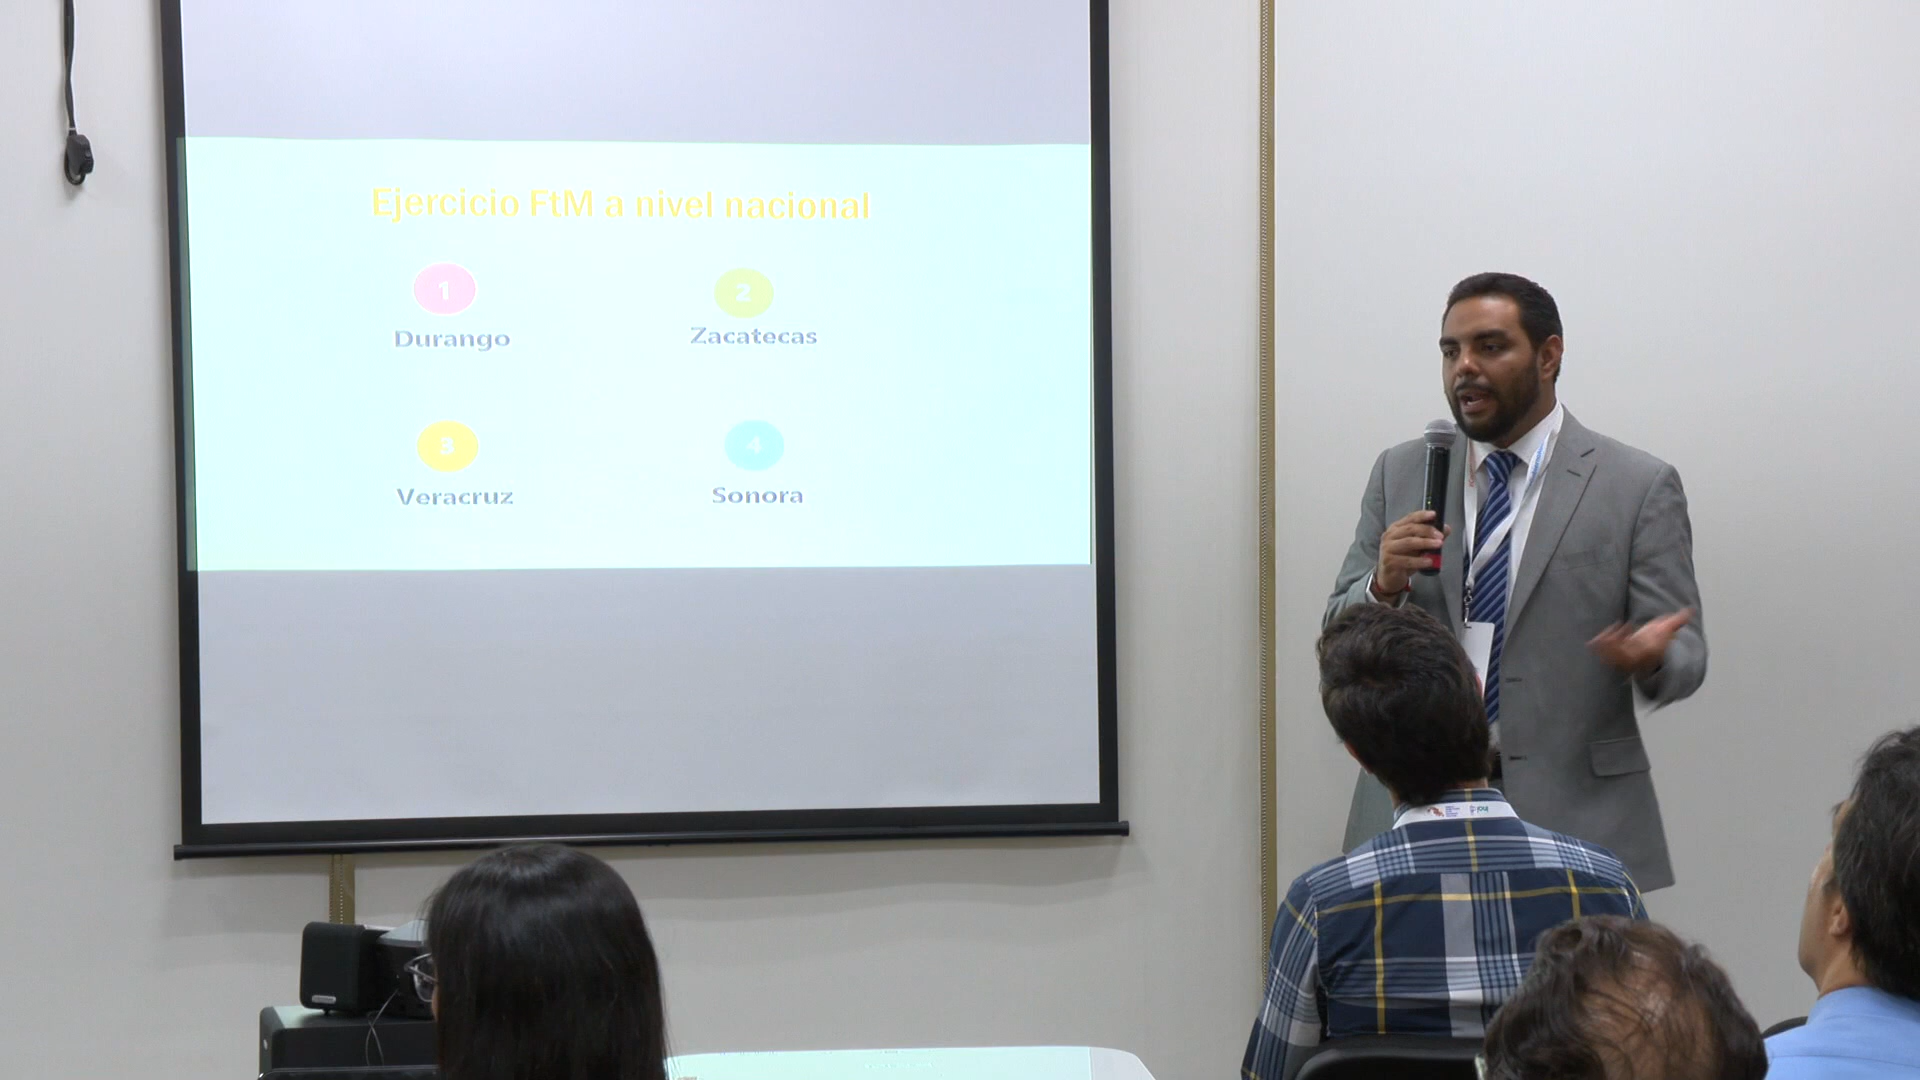 Ejercicio FtM a nivel nacional
1
2
Durango
Zacatecas
3
4
Veracruz
Sonora